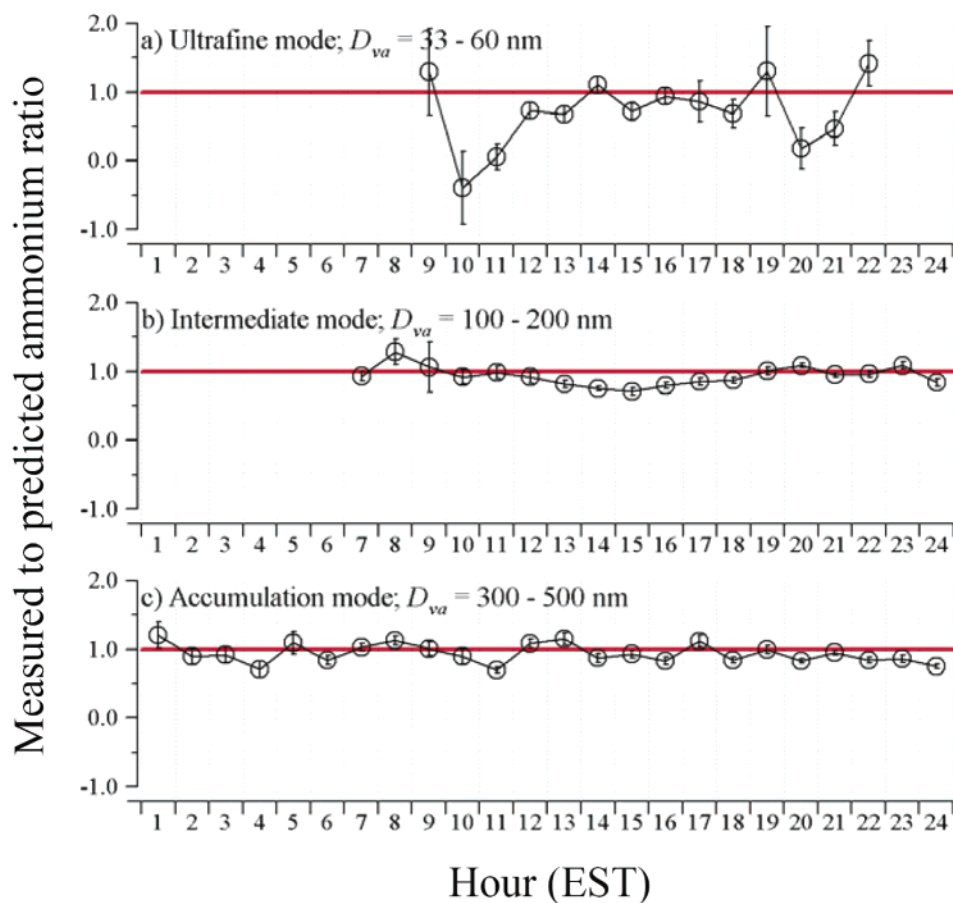 Measured to predicted ammonium ratio
a) Ultrafine mode; Dva = 33 - 60 nm
2.0
1.0
0.0
-1.0
1 2 3 4 5 6 7 8 9 10 11 12 13 14 15 16 17 18 19 20 21 22 23 24
b) Intermediate mode; Dva = 100 - 200 nm
2.0
1.0
0.0
-1.0
1 2 3 4 5 6 7 8 9 10 11 12 13 14 15 16 17 18 19 20 21 22 23 24
c) Accumulation mode; Dva = 300 - 500 nm
2.0
1.0
0.0
-1.0
1 2 3 4 5 6 7 8 9 10 11 12 13 14 15 16 17 18 19 20 21 22 23 24
Hour (EST)